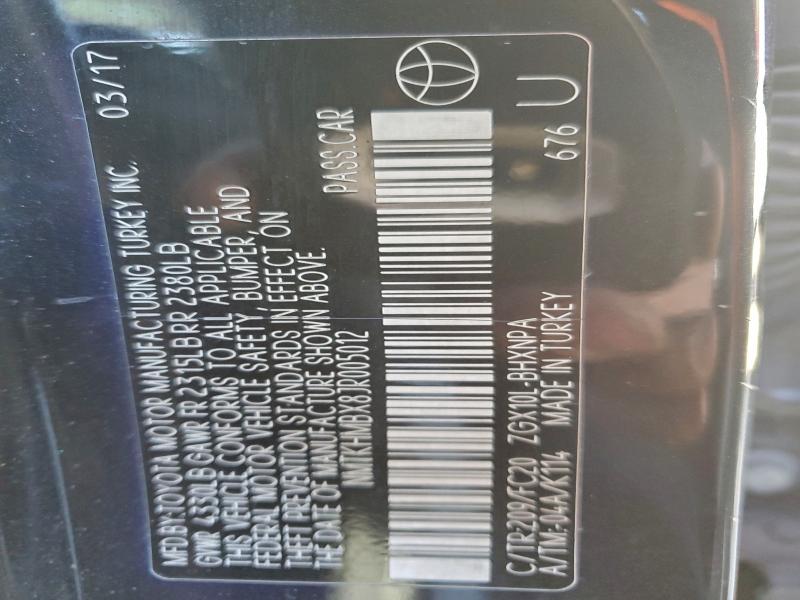 MFD.BY:TOYOTA MOTOR MANUFACTURING TURKEY INC. 03/17
GVWR 4330LB GAWR FR 2315LB RR 2380LB
THIS VEHICLE CONFORMS TO ALL APPLICABLE
FEDERAL MOTOR VEHICLE SAFETY, BUMPER, AND
THEFT PREVENTION STANDARDS IN EFFECT ON
THE DATE OF MANUFACTURE SHOWN ABOVE.
NMTKHMBX8JR005012 PASS.CAR
C/TR:209/FC20 ZGX10L-BHXNPA
A/TM:-04A/K114 MADE IN TURKEY 676 U